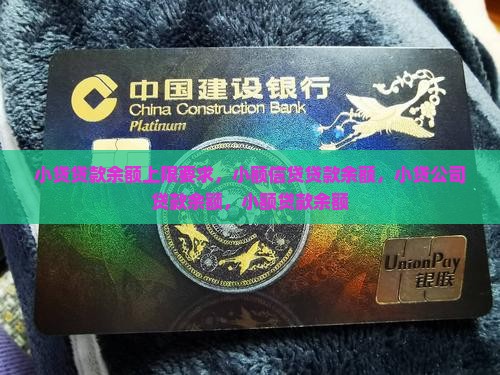 中国建设银行
China Construction Bank
Platinum
小贷贷款余额上限要求，小额信贷贷款余额，小贷公司
贷款余额，小额贷款余额
UnionPay
银联